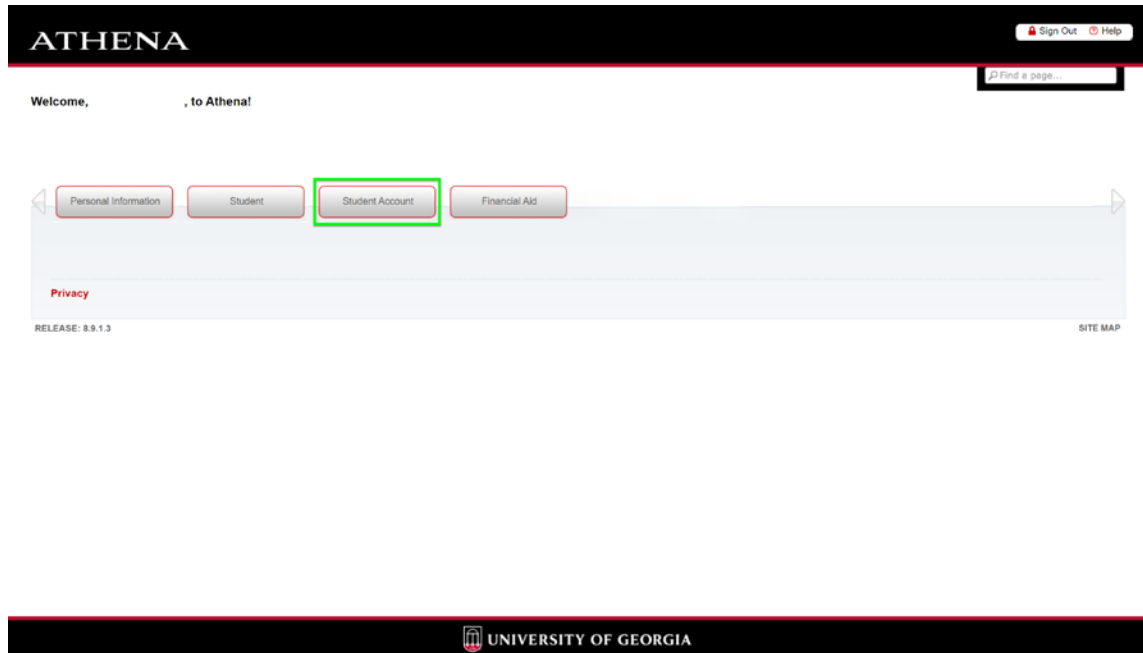 ATHENA
Sign Out Help
Find a page...
Welcome, , to Athena!
Personal Information Student Student Account Financial Aid
Privacy
RELEASE: 8.9.1.3 SITE MAP
UNIVERSITY OF GEORGIA